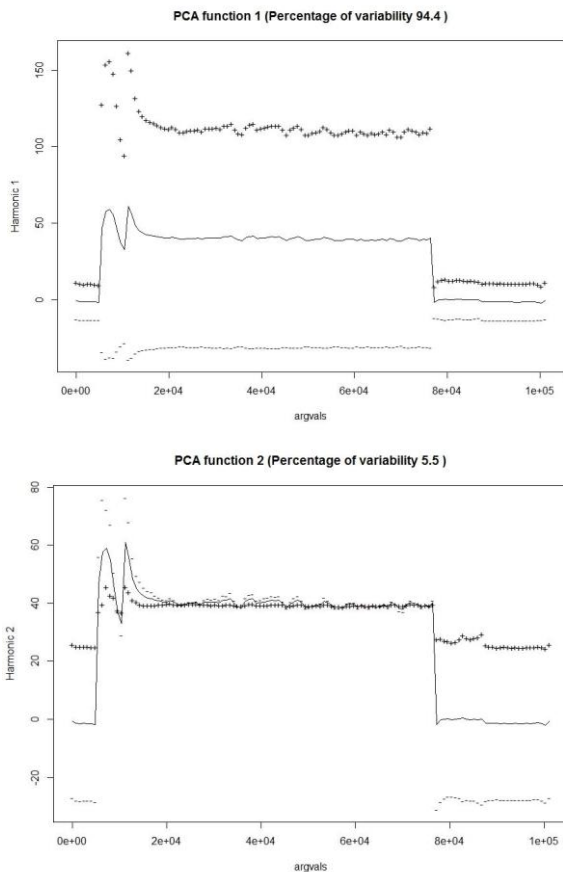 PCA function 1 (Percentage of variability 94.4 )
150
100
50
0
Harmonic 1
0e+00 2e+04 4e+04 6e+04 8e+04 1e+05
argvals
PCA function 2 (Percentage of variability 5.5 )
80
60
40
20
0
-20
Harmonic 2
0e+00 2e+04 4e+04 6e+04 8e+04 1e+05
argvals